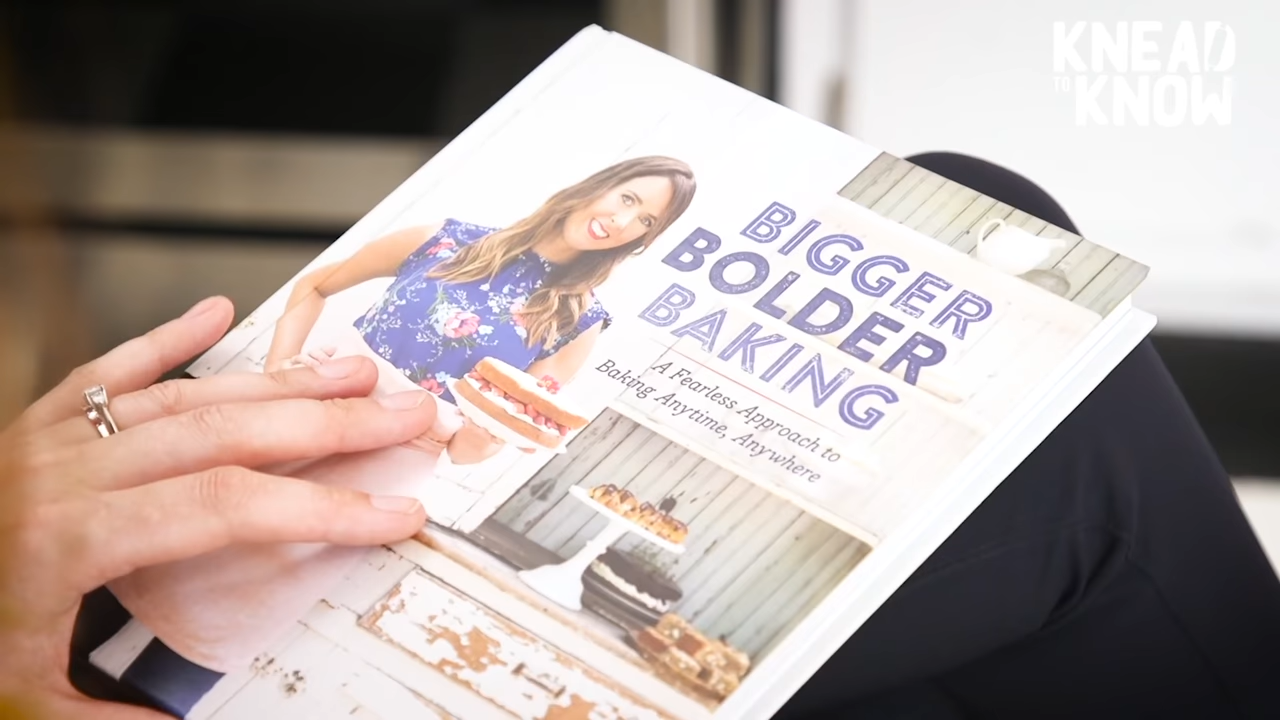 KNEAD
TO
KNOW
BIGGER
BOLDER
BAKING
A Fearless Approach to
Baking Anytime, Anywhere